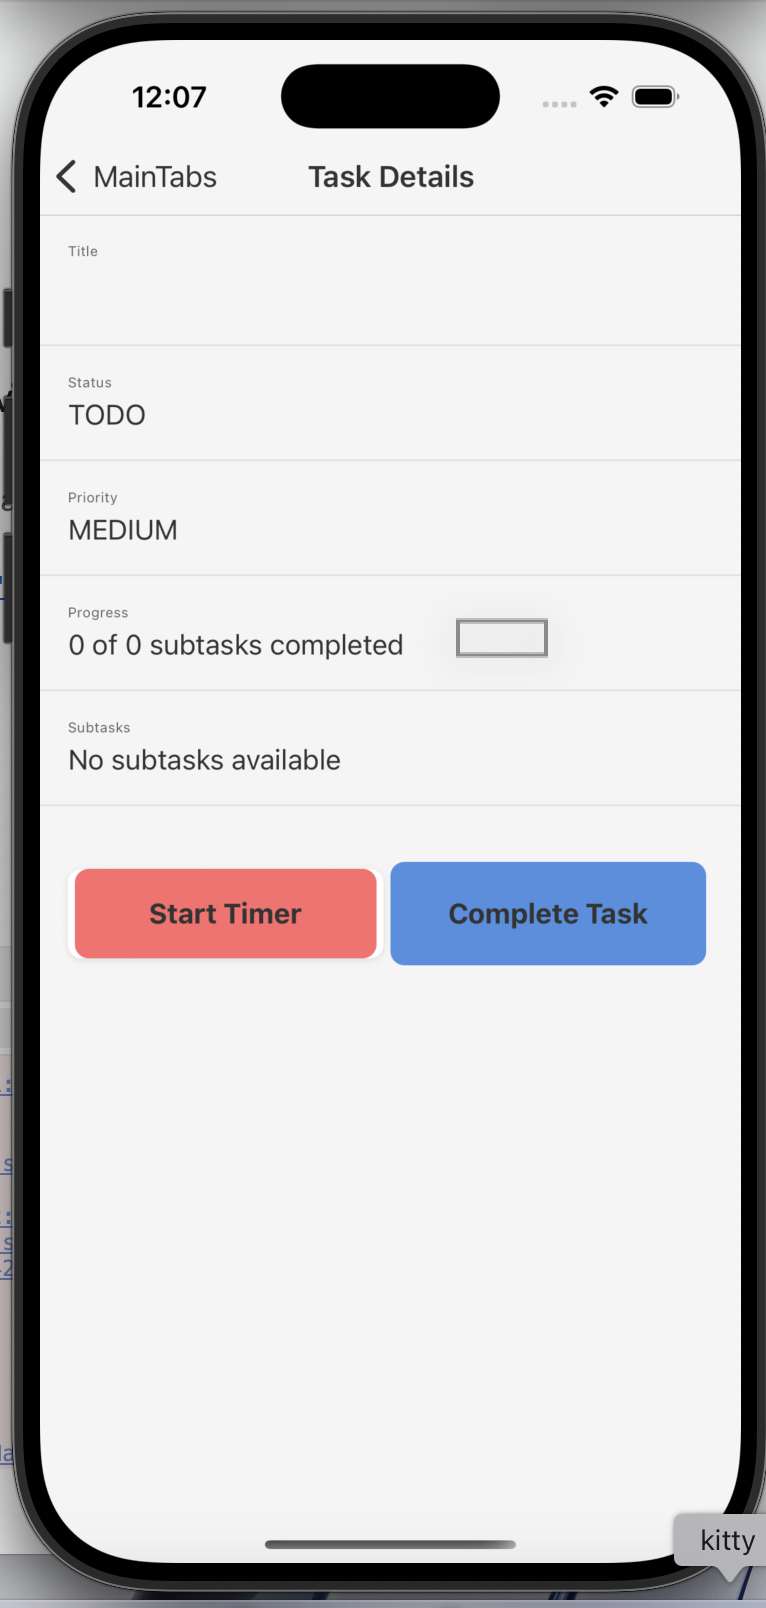 12:07
MainTabs
Task Details
Title
Status
TODO
Priority
MEDIUM
Progress
0 of 0 subtasks completed
Subtasks
No subtasks available
Start Timer
Complete Task
kitty